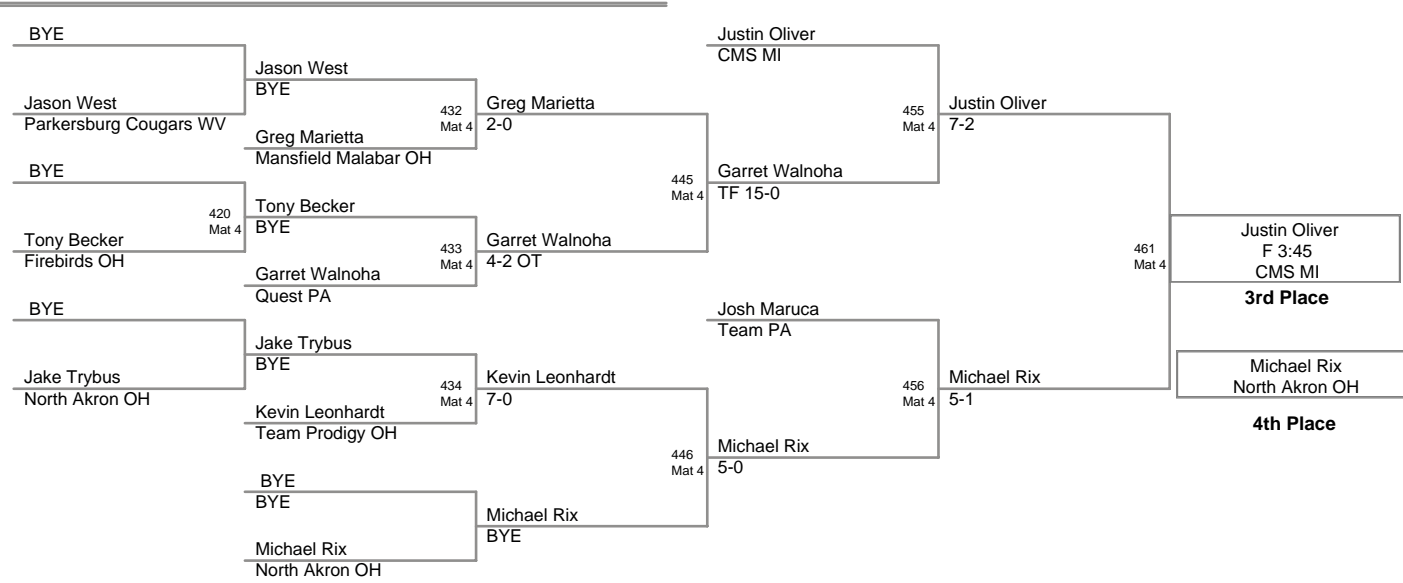 BYE
Jason West
Parkersburg Cougars WV
BYE
420
Mat 4
Tony Becker
Firebirds OH
BYE
Jake Trybus
North Akron OH
Jason West
BYE
432
Mat 4
Greg Marietta
Mansfield Malabar OH
Tony Becker
BYE
433
Mat 4
Garret Walnoha
Quest PA
Jake Trybus
BYE
434
Mat 4
Kevin Leonhardt
Team Prodigy OH
BYE
BYE
Michael Rix
North Akron OH
Greg Marietta
2-0
445
Mat 4
Garret Walnoha
4-2 OT
Kevin Leonhardt
7-0
446
Mat 4
Michael Rix
BYE
Justin Oliver
CMS MI
455
Mat 4
Garret Walnoha
TF 15-0
Josh Maruca
Team PA
456
Mat 4
Michael Rix
5-0
Justin Oliver
7-2
461
Mat 4
Michael Rix
5-1
Justin Oliver
F 3:45
CMS MI
3rd Place
Michael Rix
North Akron OH
4th Place